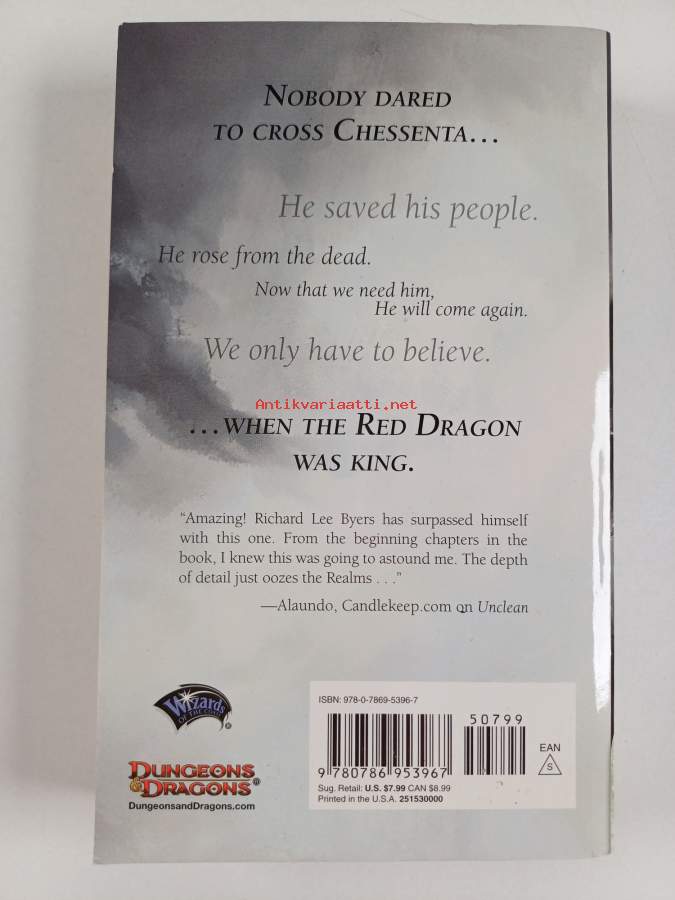 NOBODY DARED
TO CROSS CHESSENTA...
He saved his people.
He rose from the dead.
Now that we need him,
He will come again.
We only have to believe.
Antikvariaatti.net
...WHEN THE RED DRAGON
WAS KING.
“Amazing! Richard Lee Byers has surpassed himself
with this one. From the beginning chapters in the
book, I knew this was going to astound me. The depth
of detail just oozes the Realms . . .”
—Alaundo, Candlekeep.com on Unclean
Wizards
OF THE COAST
®
DUNGEONS
& DRAGONS®
DungeonsandDragons.com
ISBN: 978-0-7869-5396-7
50799
9 780786 953967
EAN
S
Sug. Retail: U.S. $7.99 CAN $8.99
Printed in the U.S.A. 251530000